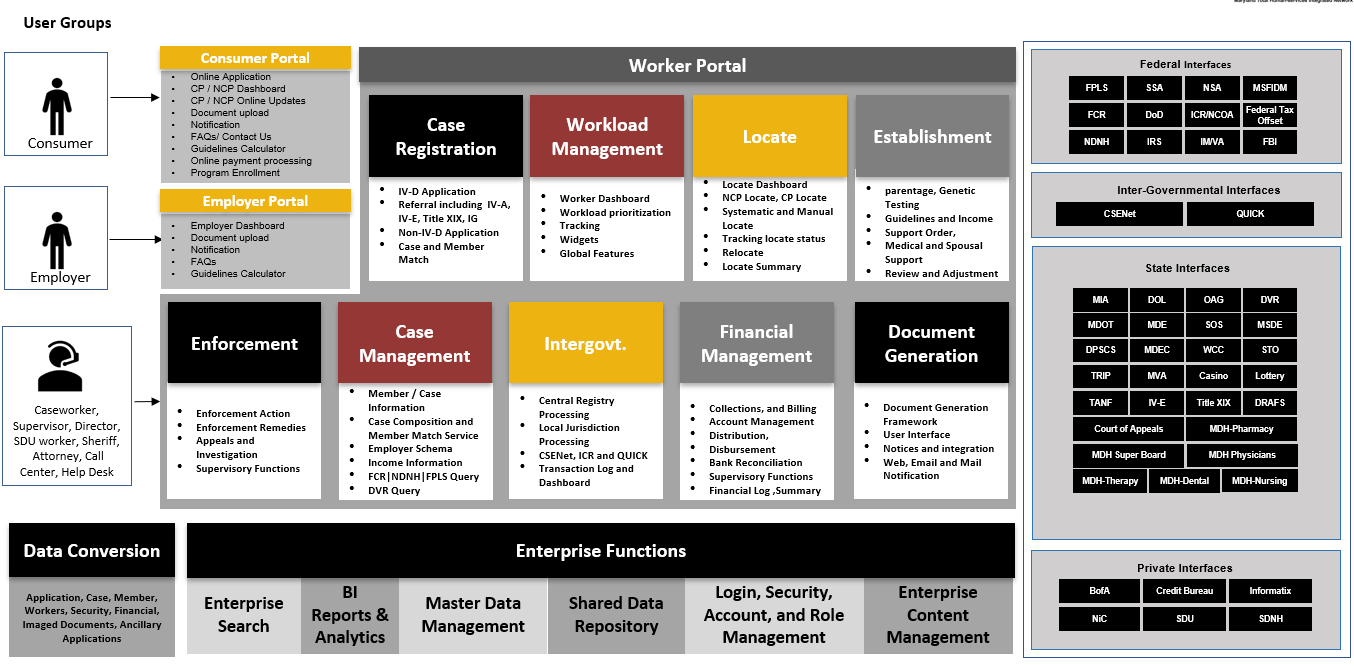 Maryland Total Human-services Integrated Network
User Groups
Consumer
Employer
Caseworker,
Supervisor, Director,
SDU worker, Sheriff,
Attorney, Call
Center, Help Desk
Consumer Portal
• Online Application
• CP / NCP Dashboard
• CP / NCP Online Updates
• Document upload
• Notification
• FAQs/ Contact Us
• Guidelines Calculator
• Online payment processing
• Program Enrollment
Employer Portal
• Employer Dashboard
• Document upload
• Notification
• FAQs
• Guidelines Calculator
Worker Portal
Case
Registration
• IV-D Application
• Referral including IV-A,
IV-E, Title XIX, IG
• Non-IV-D Application
• Case and Member
Match
Workload
Management
• Worker Dashboard
• Workload prioritization
• Tracking
• Widgets
• Global Features
Locate
• Locate Dashboard
• NCP Locate, CP Locate
• Systematic and Manual
Locate
• Tracking locate status
• Relocate
• Locate Summary
Establishment
• parentage, Genetic
Testing
• Guidelines and Income
• Support Order,
• Medical and Spousal
Support
• Review and Adjustment
Enforcement
• Enforcement Action
• Enforcement Remedies
• Appeals and
Investigation
• Supervisory Functions
Case
Management
• Member / Case
Information
• Case Composition and
Member Match Service
• Employer Schema
• Income Information
• FCR|NDNH|FPLS Query
• DVR Query
Intergovt.
• Central Registry
Processing
• Local Jurisdiction
Processing
• CSENet, ICR and QUICK
• Transaction Log and
Dashboard
Financial
Management
• Collections, and Billing
• Account Management
• Distribution,
• Disbursement
• Bank Reconciliation
• Supervisory Functions
• Financial Log ,Summary
Document
Generation
• Document Generation
Framework
• User Interface
• Notices and integration
• Web, Email and Mail
Notification
Data Conversion
Application, Case, Member,
Workers, Security, Financial,
Imaged Documents, Ancillary
Applications
Enterprise Functions
Enterprise
Search
BI
Reports &
Analytics
Master Data
Management
Shared Data
Repository
Login, Security,
Account, and Role
Management
Enterprise
Content
Management
Federal Interfaces
FPLS SSA NSA MSFIDM
FCR DoD ICR/NCOA Federal Tax
Offset
NDNH IRS IM/VA FBI
Inter-Governmental Interfaces
CSENet QUICK
State Interfaces
MIA DOL OAG DVR
MDOT MDE SOS MSDE
DPSCS MDEC WCC STO
TRIP MVA Casino Lottery
TANF IV-E Title XIX DRAFS
Court of Appeals MDH-Pharmacy
MDH Super Board MDH Physicians
MDH-Therapy MDH-Dental MDH-Nursing
Private Interfaces
BofA Credit Bureau Informatix
NiC SDU SDNH